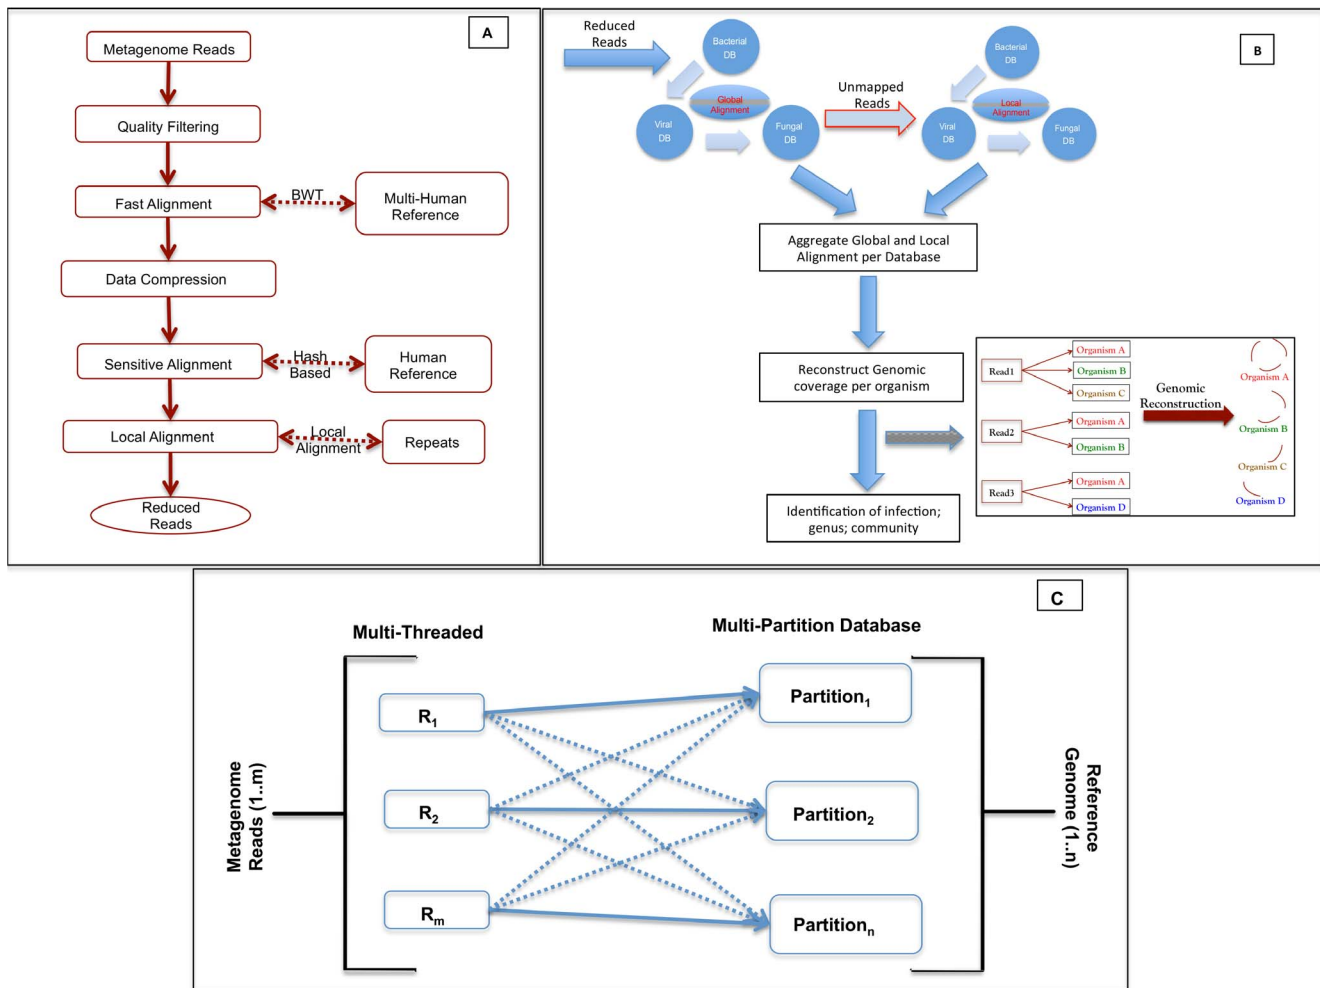 A
Metagenome Reads
Quality Filtering
Fast Alignment
BWT
Multi-Human
Reference
Data Compression
Sensitive Alignment
Hash
Based
Human
Reference
Local Alignment
Local
Alignment
Repeats
Reduced
Reads
B
Reduced
Reads
Bacterial
DB
Global
Alignment
Viral
DB
Fungal
DB
Unmapped
Reads
Bacterial
DB
Local
Alignment
Viral
DB
Fungal
DB
Aggregate Global and Local
Alignment per Database
Reconstruct Genomic
coverage per organism
Identification of infection;
genus; community
Read1
Organism A
Organism B
Organism C
Read2
Organism A
Organism B
Read3
Organism A
Organism D
Genomic
Reconstruction
Organism A
Organism B
Organism C
Organism D
C
Multi-Threaded
Multi-Partition Database
Metagenome
Reads (1..m)
R1
R2
Rm
Partition1
Partition2
Partitionn
Reference
Genome (1..n)